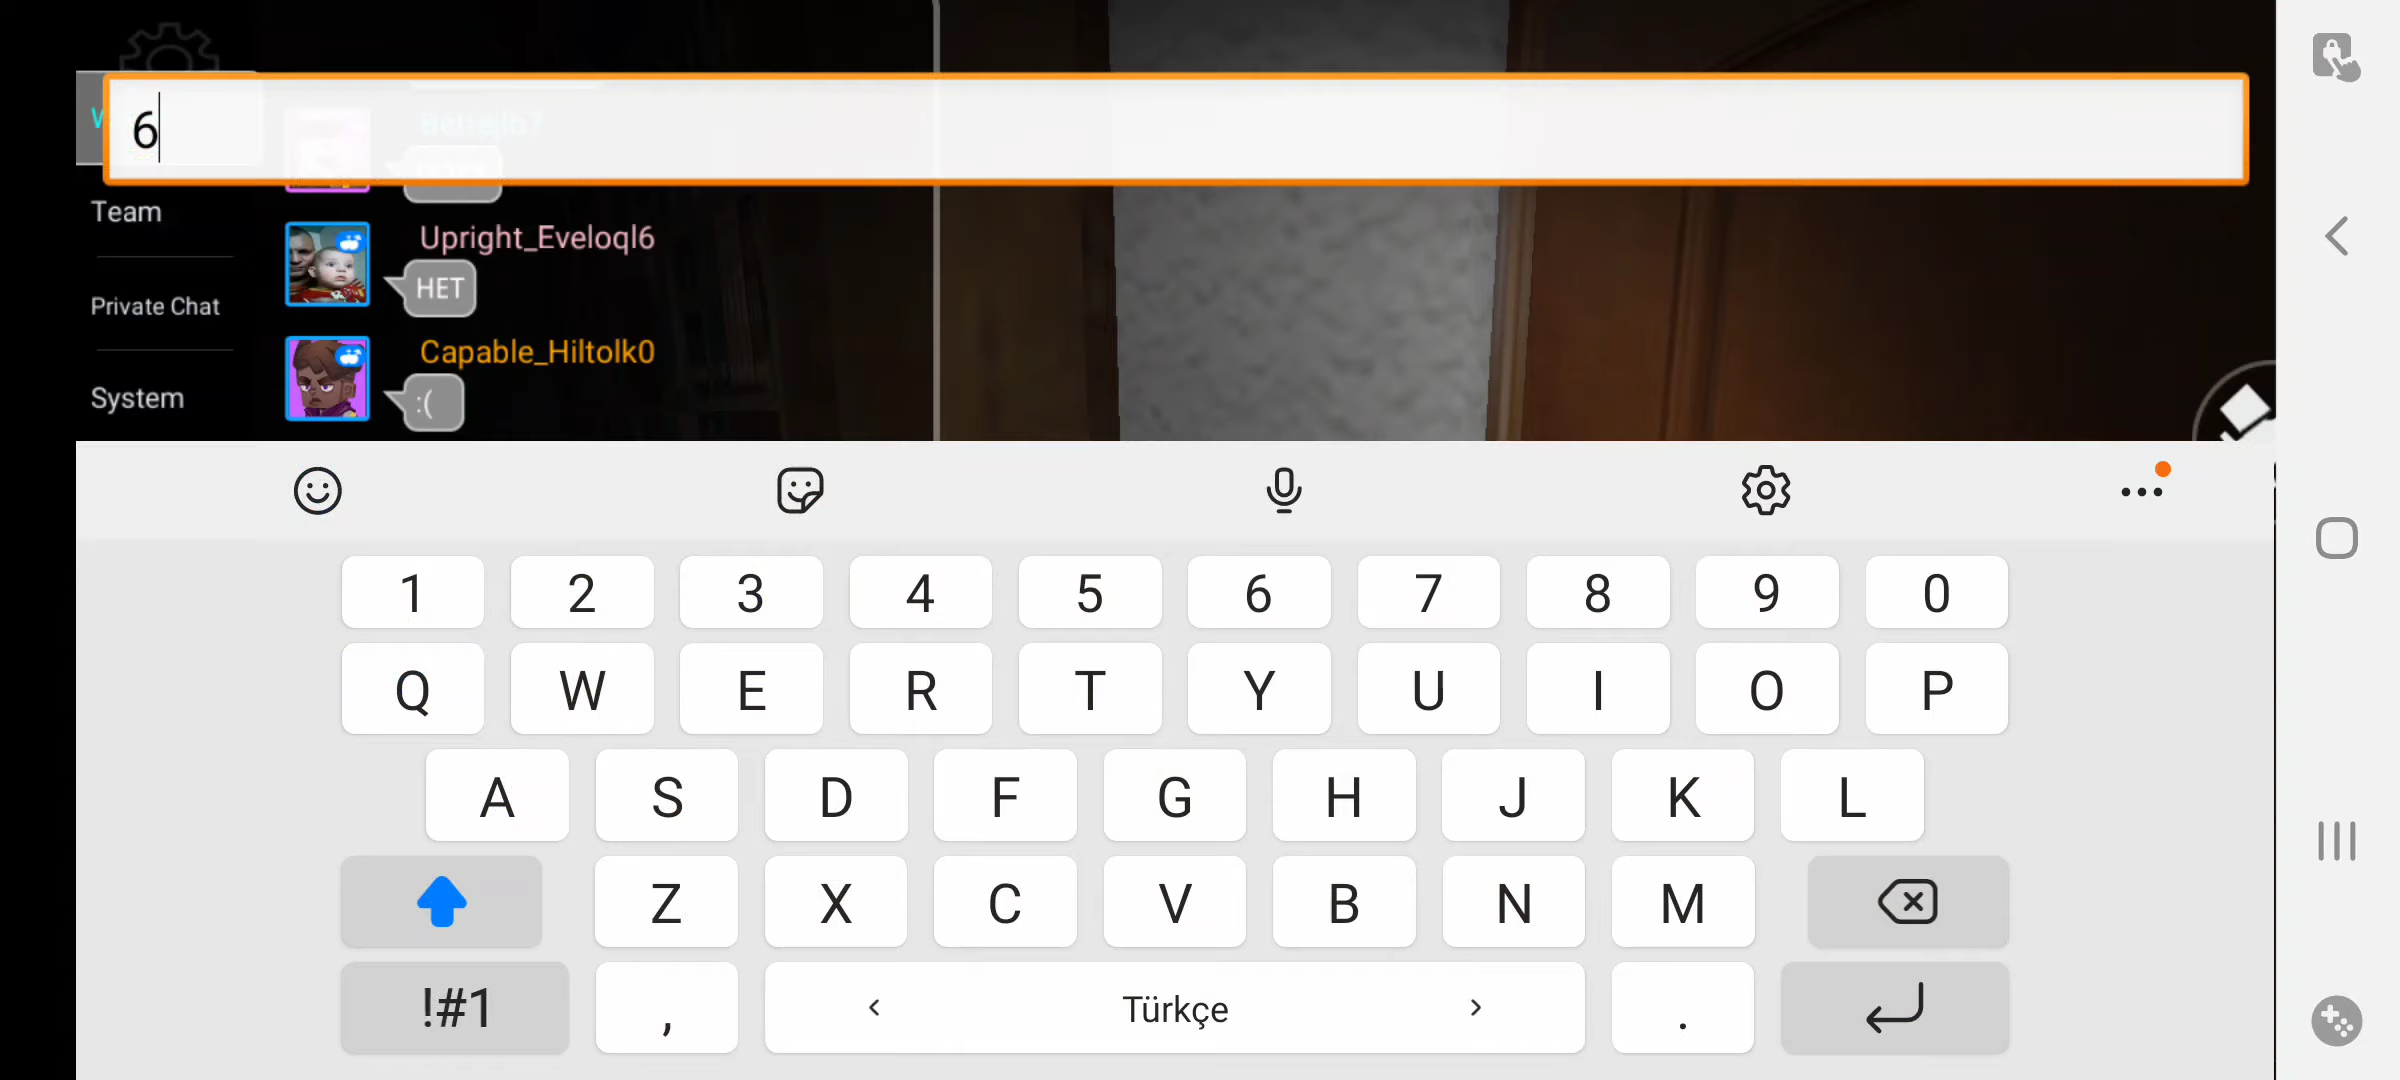 6
Team
Upright_Eveloql6
НЕТ
Private Chat
Capable_Hiltolk0
:(
System
1 2 3 4 5 6 7 8 9 0
Q W E R T Y U I O P
A S D F G H J K L
Z X C V B N M
!#1 , < Türkçe > .